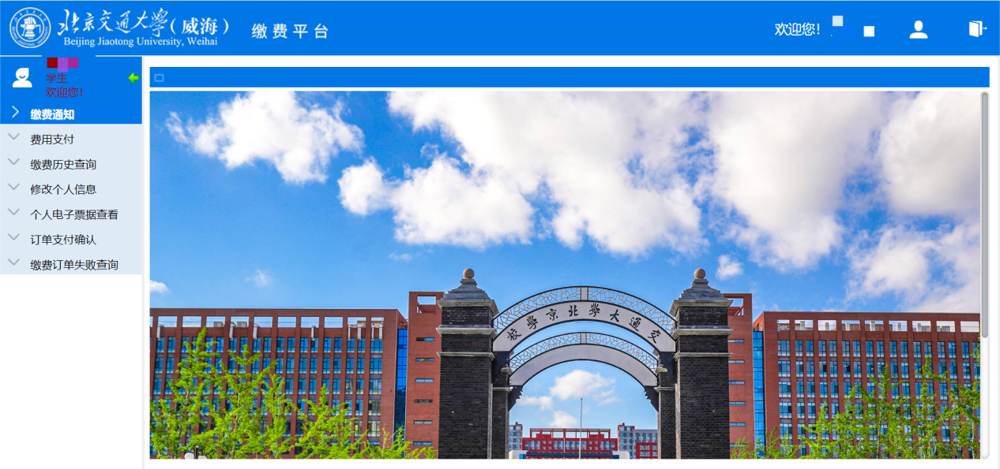 北京交通大学(威海)
Beijing Jiaotong University, Weihai
缴费平台
欢迎您!
学生
欢迎您!
缴费通知
费用支付
缴费历史查询
修改个人信息
个人电子票据查看
订单支付确认
缴费订单失败查询
校學京北學大通交